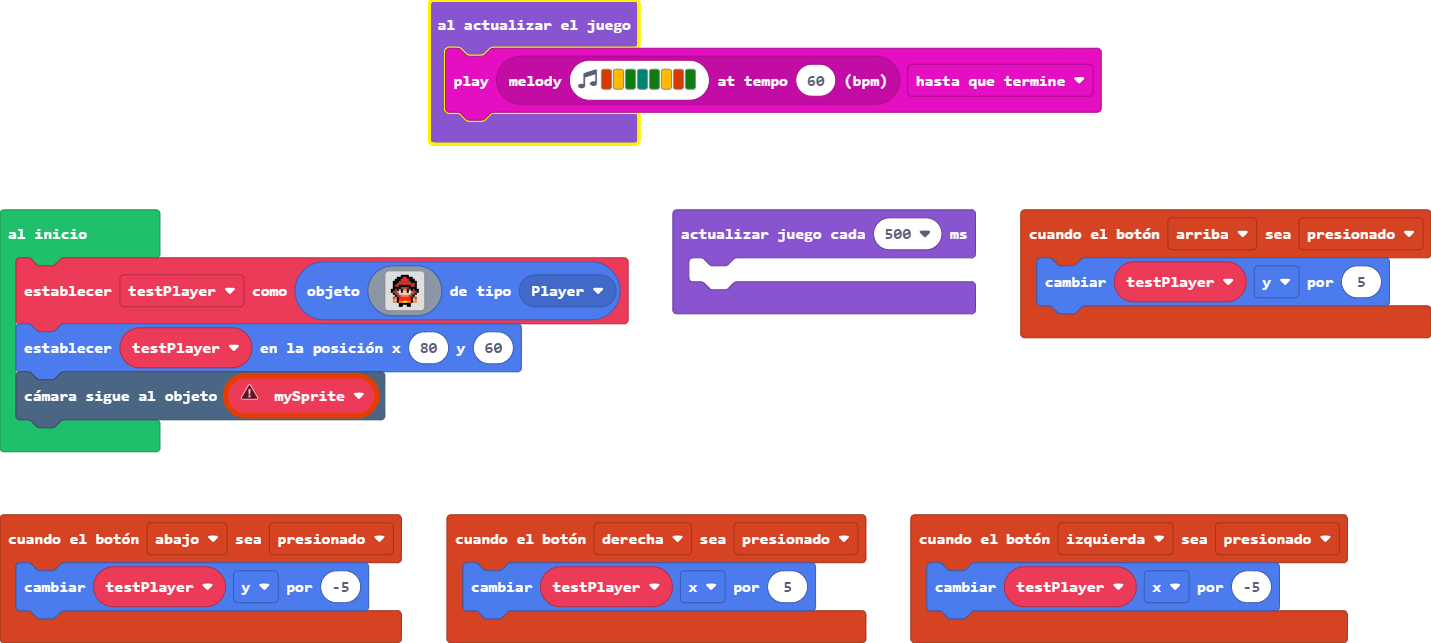 al actualizar el juego
play melody at tempo 60 (bpm) hasta que termine
al inicio
establecer testPlayer como objeto de tipo Player
establecer testPlayer en la posición x 80 y 60
cámara sigue al objeto mySprite
actualizar juego cada 500 ms
cuando el botón arriba sea presionado
cambiar testPlayer y por 5
cuando el botón abajo sea presionado
cambiar testPlayer y por -5
cuando el botón derecha sea presionado
cambiar testPlayer x por 5
cuando el botón izquierda sea presionado
cambiar testPlayer x por -5